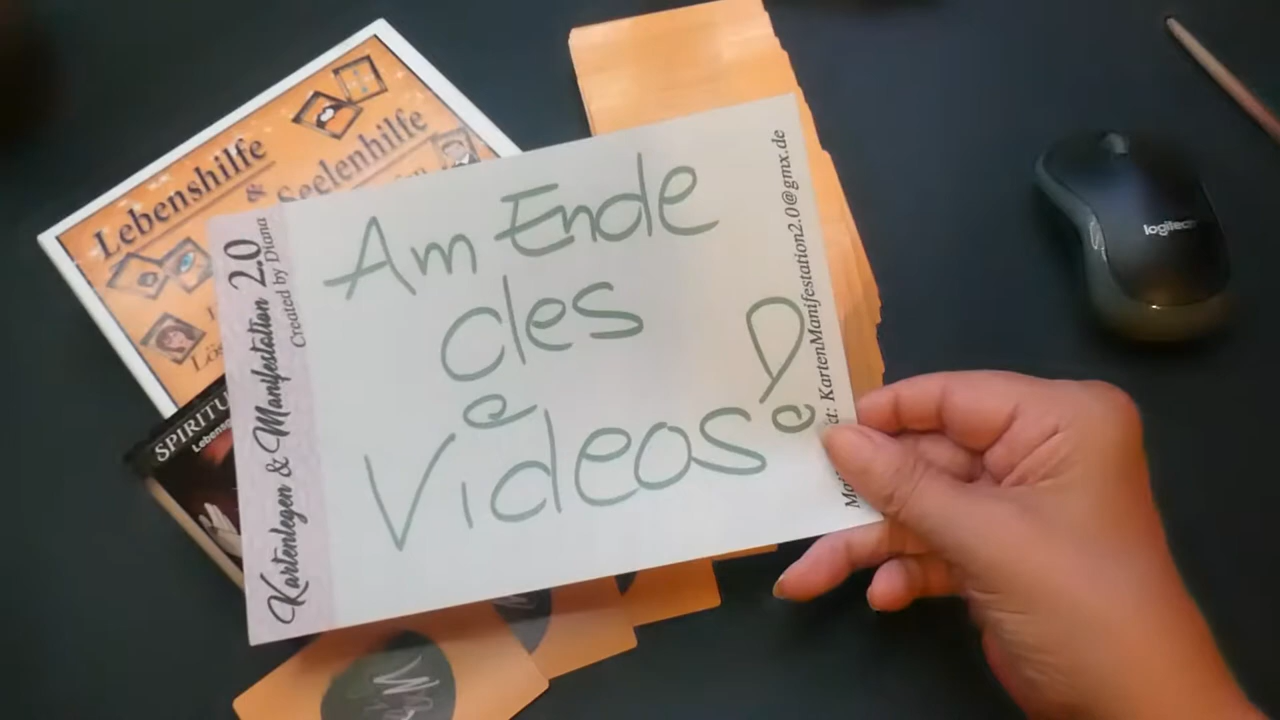 Lebenshilfe
&
Seelenhilfe
SPIRITU
Lebens
Kartenlegen & Manifestation 2.0
Created by Diana
Am Ende
des
Videos!
KartenManifestation2.0@gmx.de
logitech